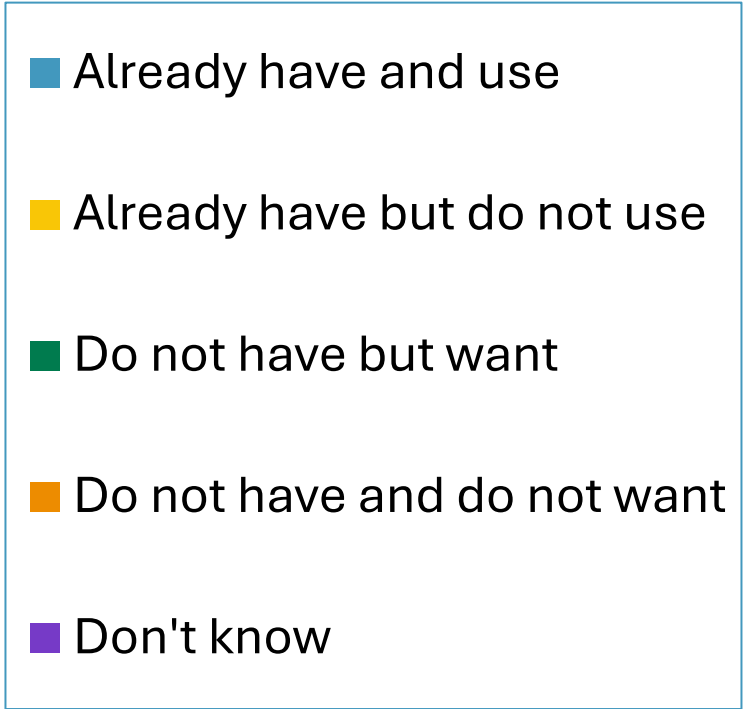 Already have and use
Already have but do not use
Do not have but want
Do not have and do not want
Don't know